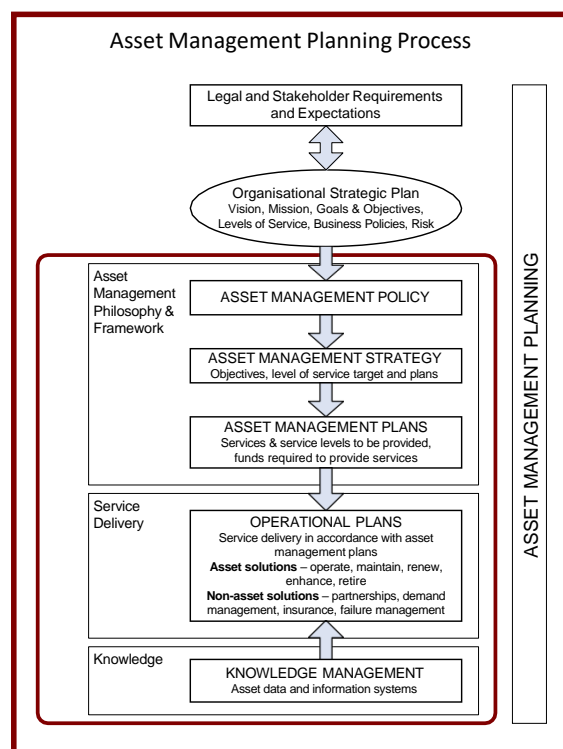 Asset Management Planning Process
Legal and Stakeholder Requirements
and Expectations
Organisational Strategic Plan
Vision, Mission, Goals & Objectives,
Levels of Service, Business Policies, Risk
Asset
Management
Philosophy &
Framework
ASSET MANAGEMENT POLICY
ASSET MANAGEMENT STRATEGY
Objectives, level of service target and plans
ASSET MANAGEMENT PLANS
Services & service levels to be provided,
funds required to provide services
Service
Delivery
OPERATIONAL PLANS
Service delivery in accordance with asset
management plans
Asset solutions – operate, maintain, renew,
enhance, retire
Non-asset solutions – partnerships, demand
management, insurance, failure management
Knowledge
KNOWLEDGE MANAGEMENT
Asset data and information systems
ASSET MANAGEMENT PLANNING